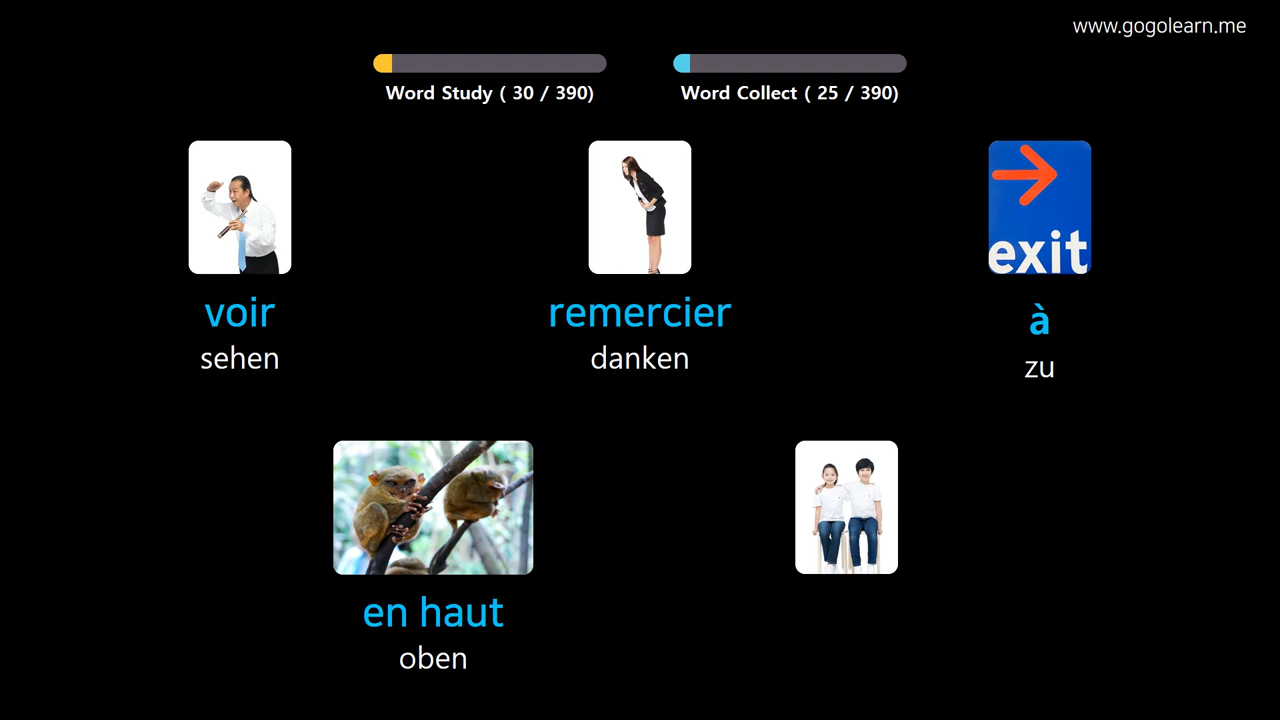 www.gogolearn.me
Word Study ( 30 / 390)
Word Collect ( 25 / 390)
exit
voir
sehen
remercier
danken
à
zu
en haut
oben